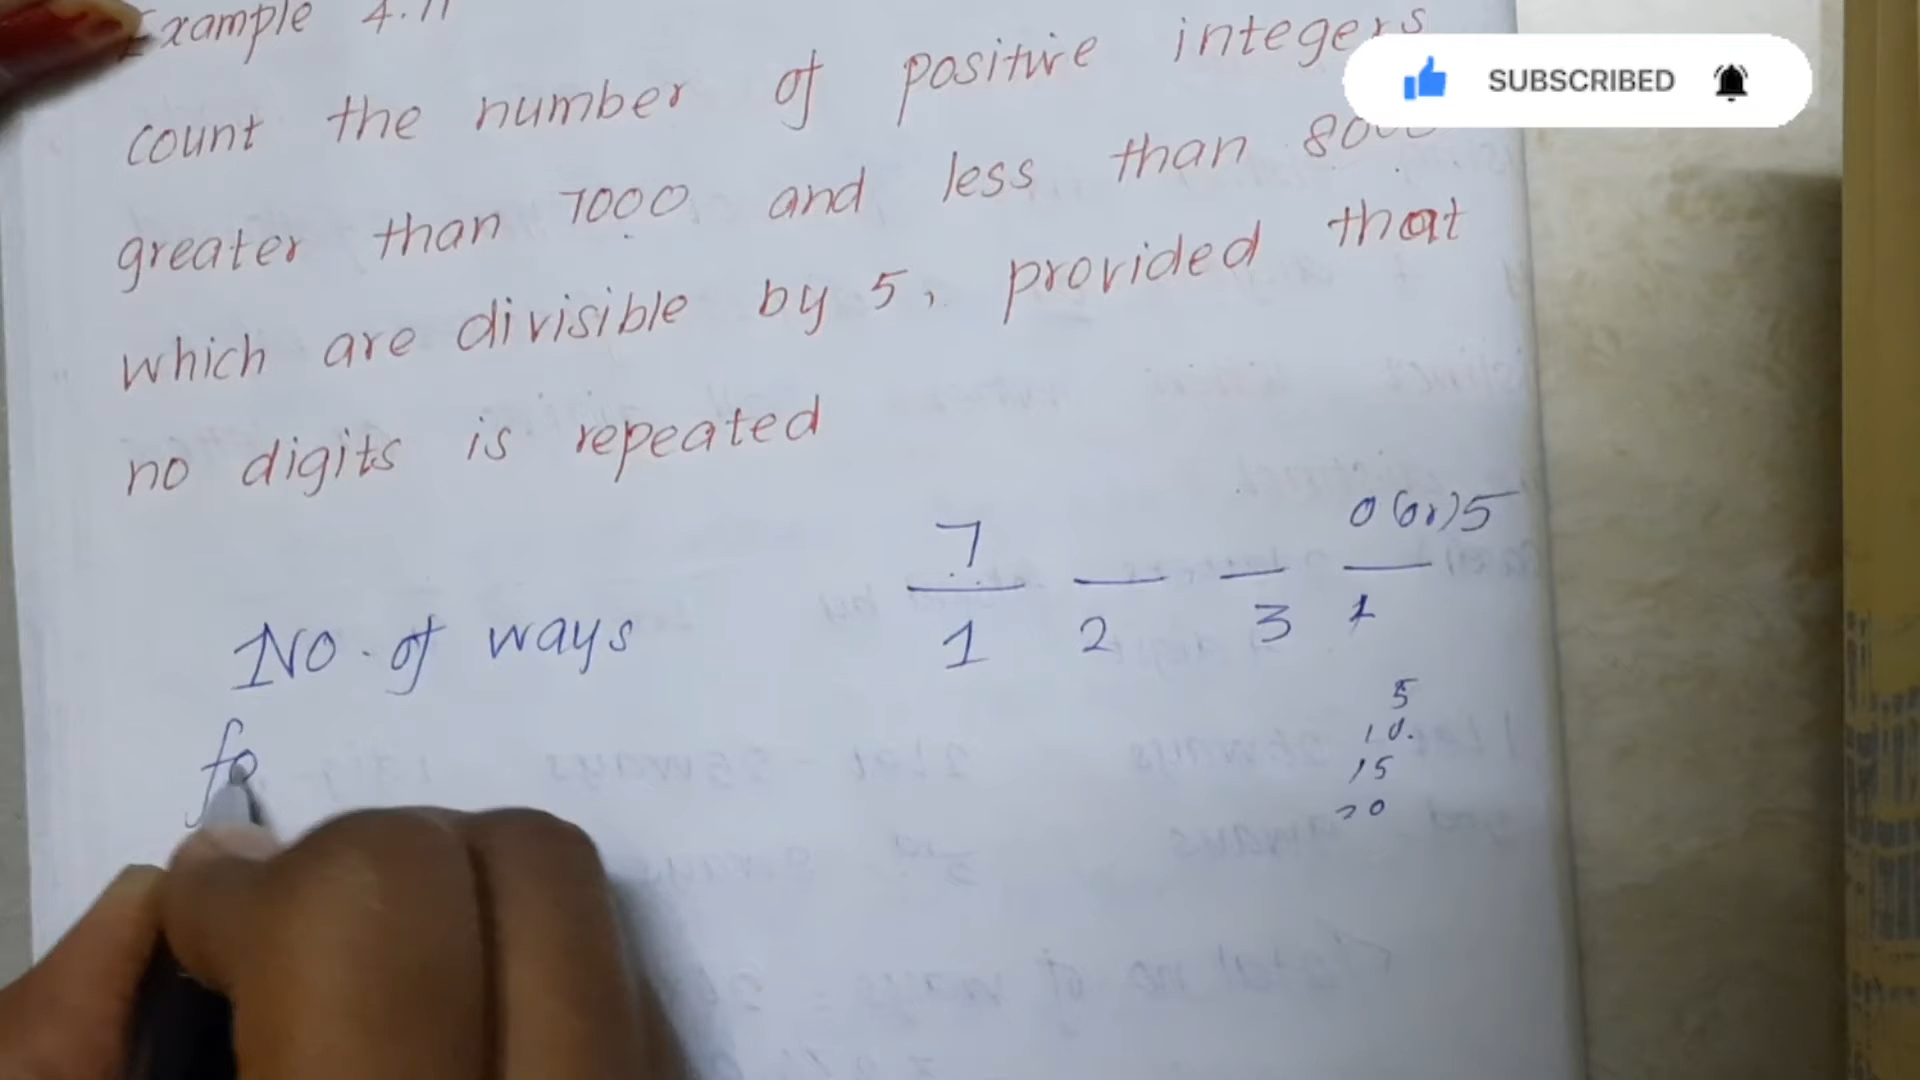 Example 4.11
count the number of positive integers
SUBSCRIBED
greater than 7000 and less than 8000
which are divisible by 5, provided that
no digits is repeated
7 0 (or) 5
No. of ways 1 2 3 4
5
10.
15
20
fo